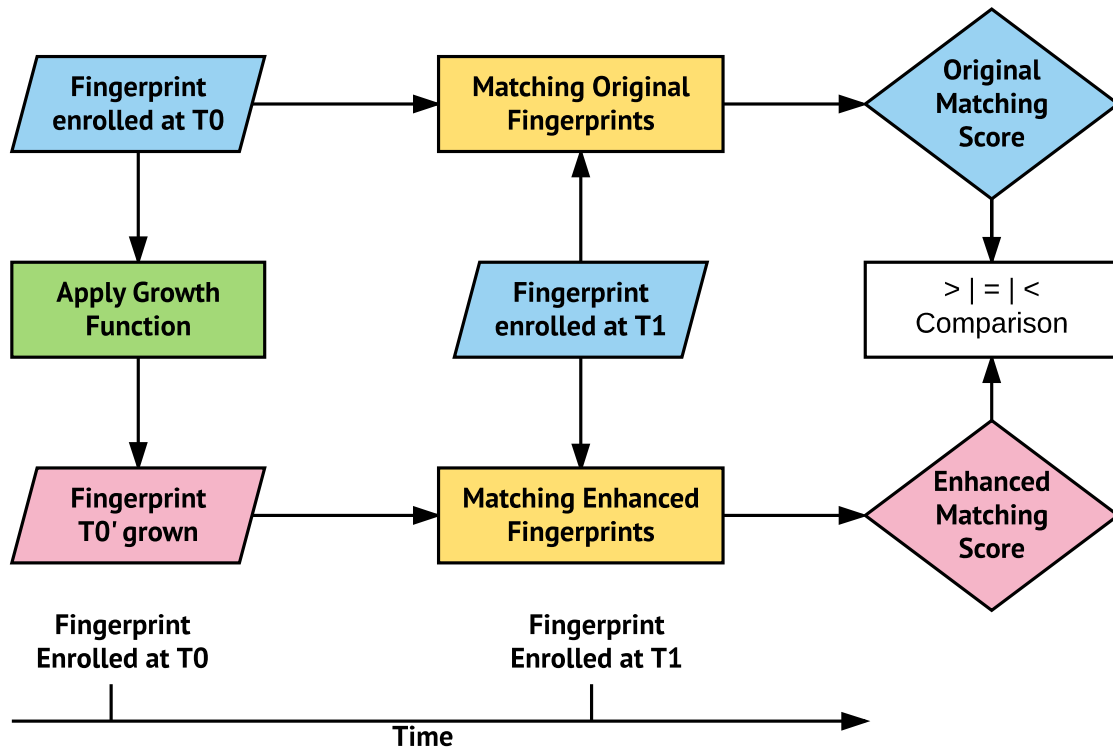 Fingerprint
enrolled at T0
Matching Original
Fingerprints
Original
Matching
Score
Apply Growth
Function
Fingerprint
enrolled at T1
> | = | <
Comparison
Fingerprint
T0' grown
Matching Enhanced
Fingerprints
Enhanced
Matching
Score
Fingerprint
Enrolled at T0
Fingerprint
Enrolled at T1
Time